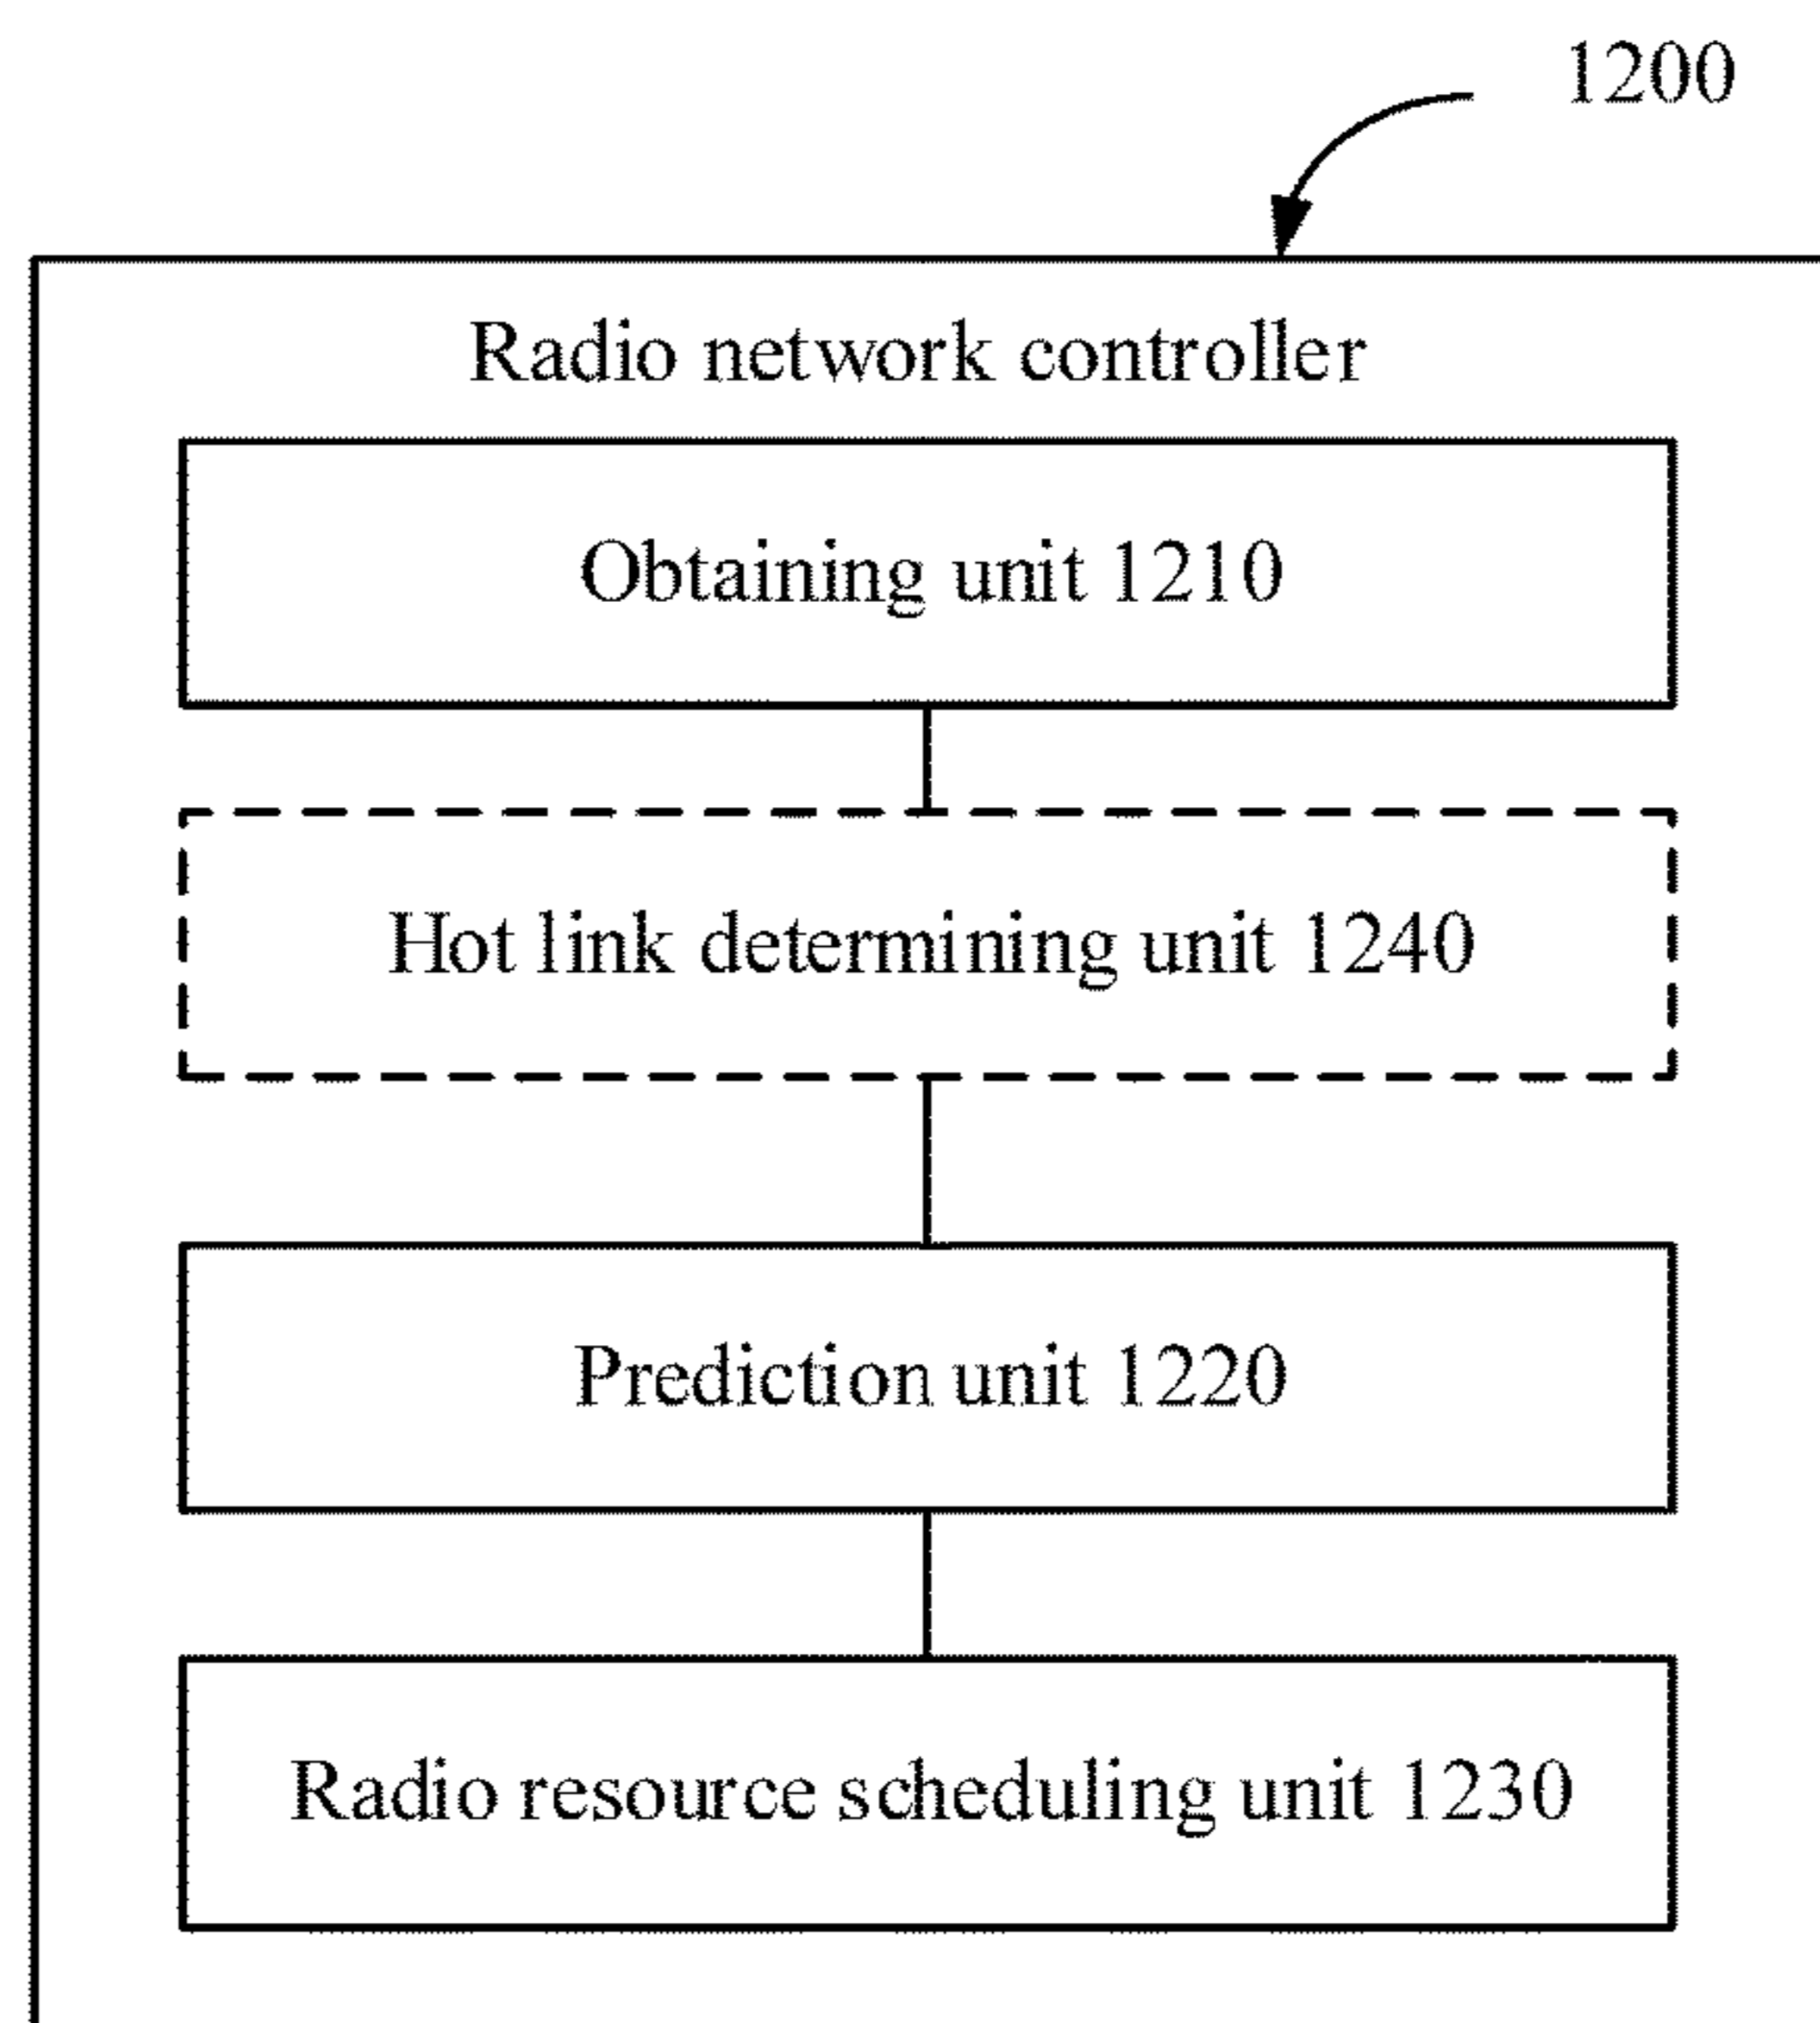 1200
Radio network controller
Obtaining unit 1210
Hot link determining unit 1240
Prediction unit 1220
Radio resource scheduling unit 1230